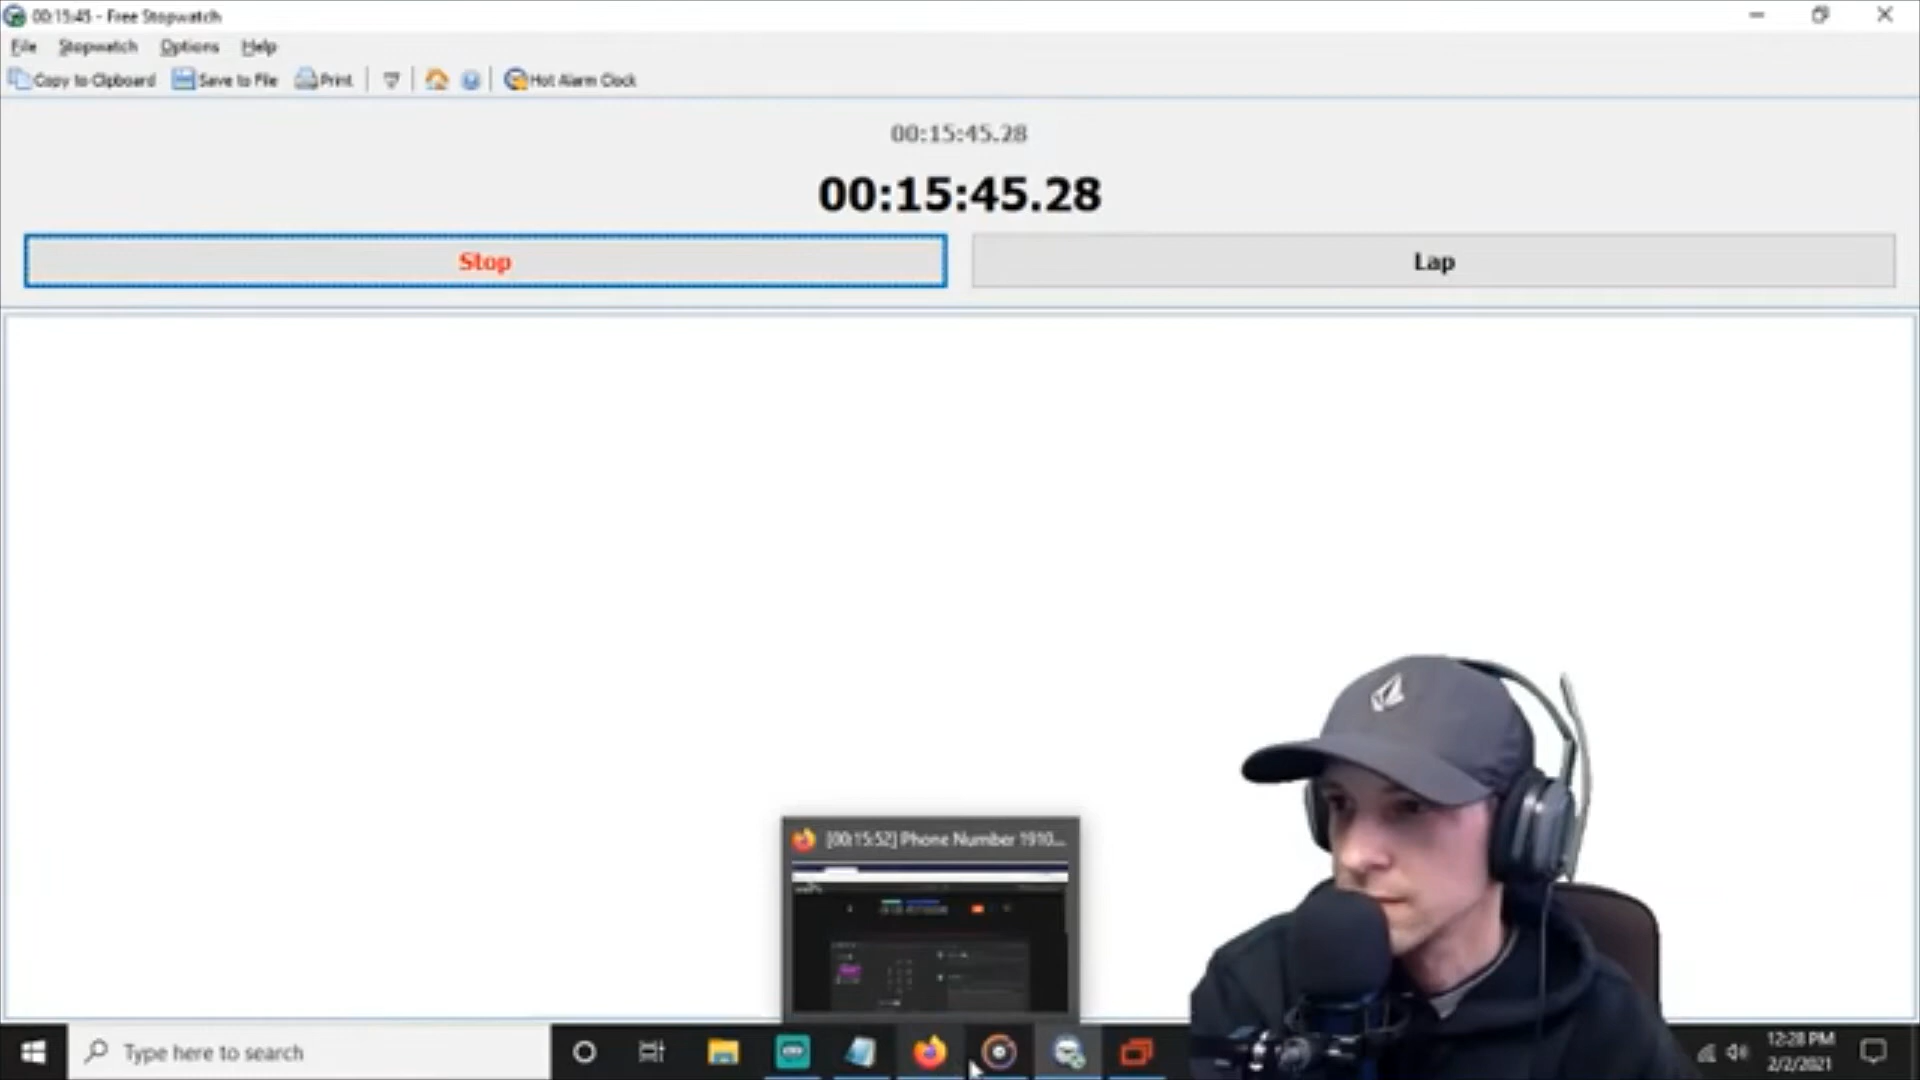 00:15:45 - Free Stopwatch
File Stopwatch Options Help
Copy to Clipboard Save to File Print Hot Alarm Clock
00:15:45.28
00:15:45.28
Stop Lap
[00:15:52] Phone Number 1910...
Type here to search
12:28 PM
2/2/2021